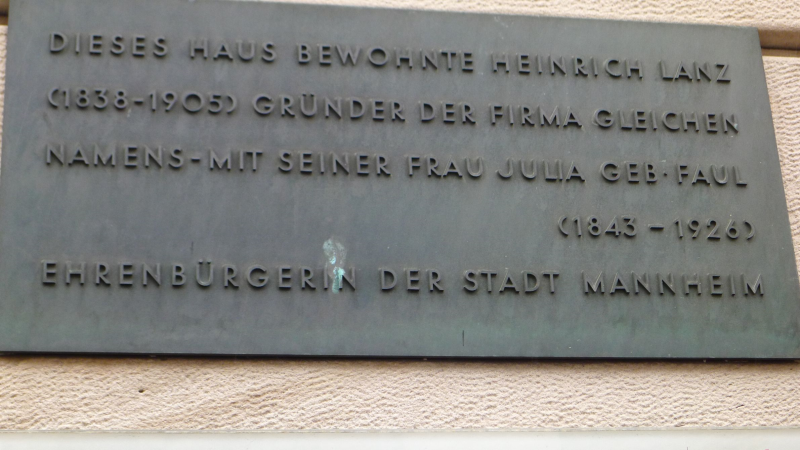 DIESES HAUS BEWOHNTE HEINRICH LANZ
(1838-1905) GRÜNDER DER FIRMA GLEICHEN
NAMENS-MIT SEINER FRAU JULIA GEB· FAUL
(1843 - 1926)
EHRENBÜRGERIN DER STADT MANNHEIM